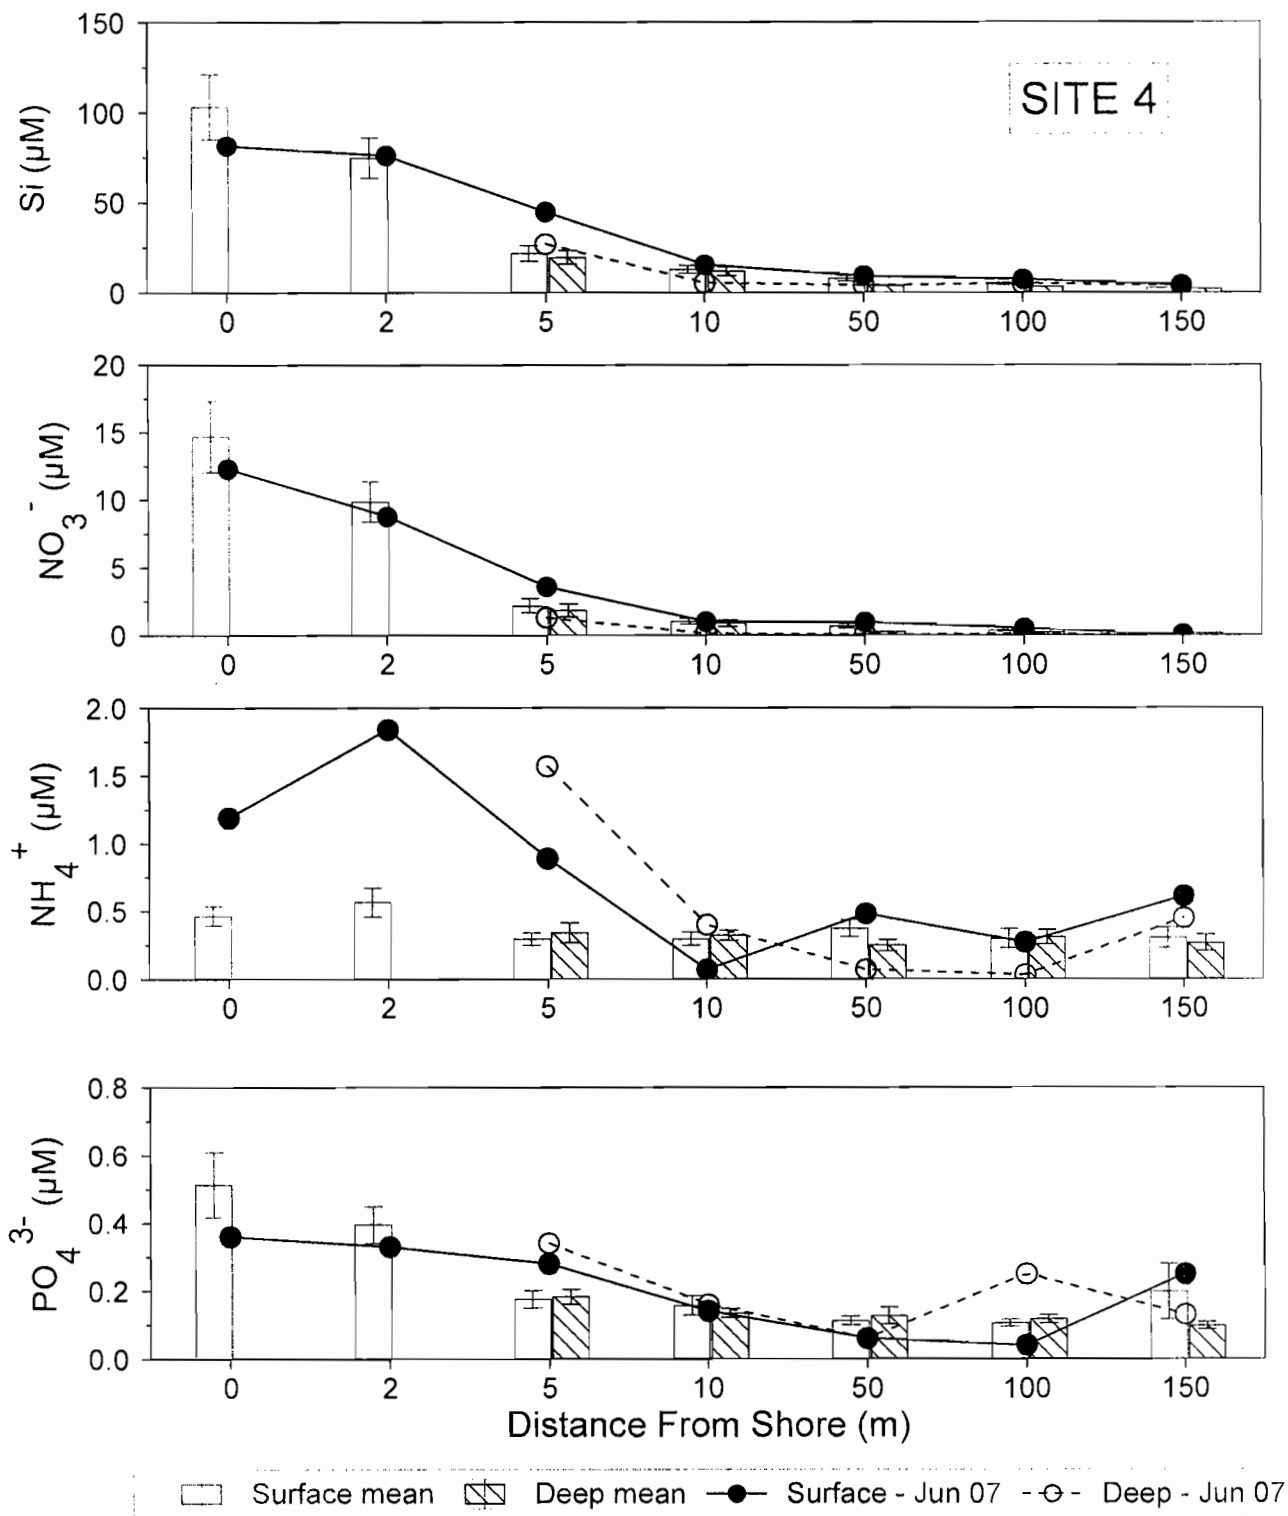 150
100
50
0
Si (µM)
SITE 4
0 2 5 10 50 100 150
20
15
10
5
0
NO3- (µM)
0 2 5 10 50 100 150
2.0
1.5
1.0
0.5
0.0
NH4+ (µM)
0 2 5 10 50 100 150
0.8
0.6
0.4
0.2
0.0
PO43- (µM)
0 2 5 10 50 100 150
Distance From Shore (m)
Surface mean Deep mean Surface - Jun 07 Deep - Jun 07